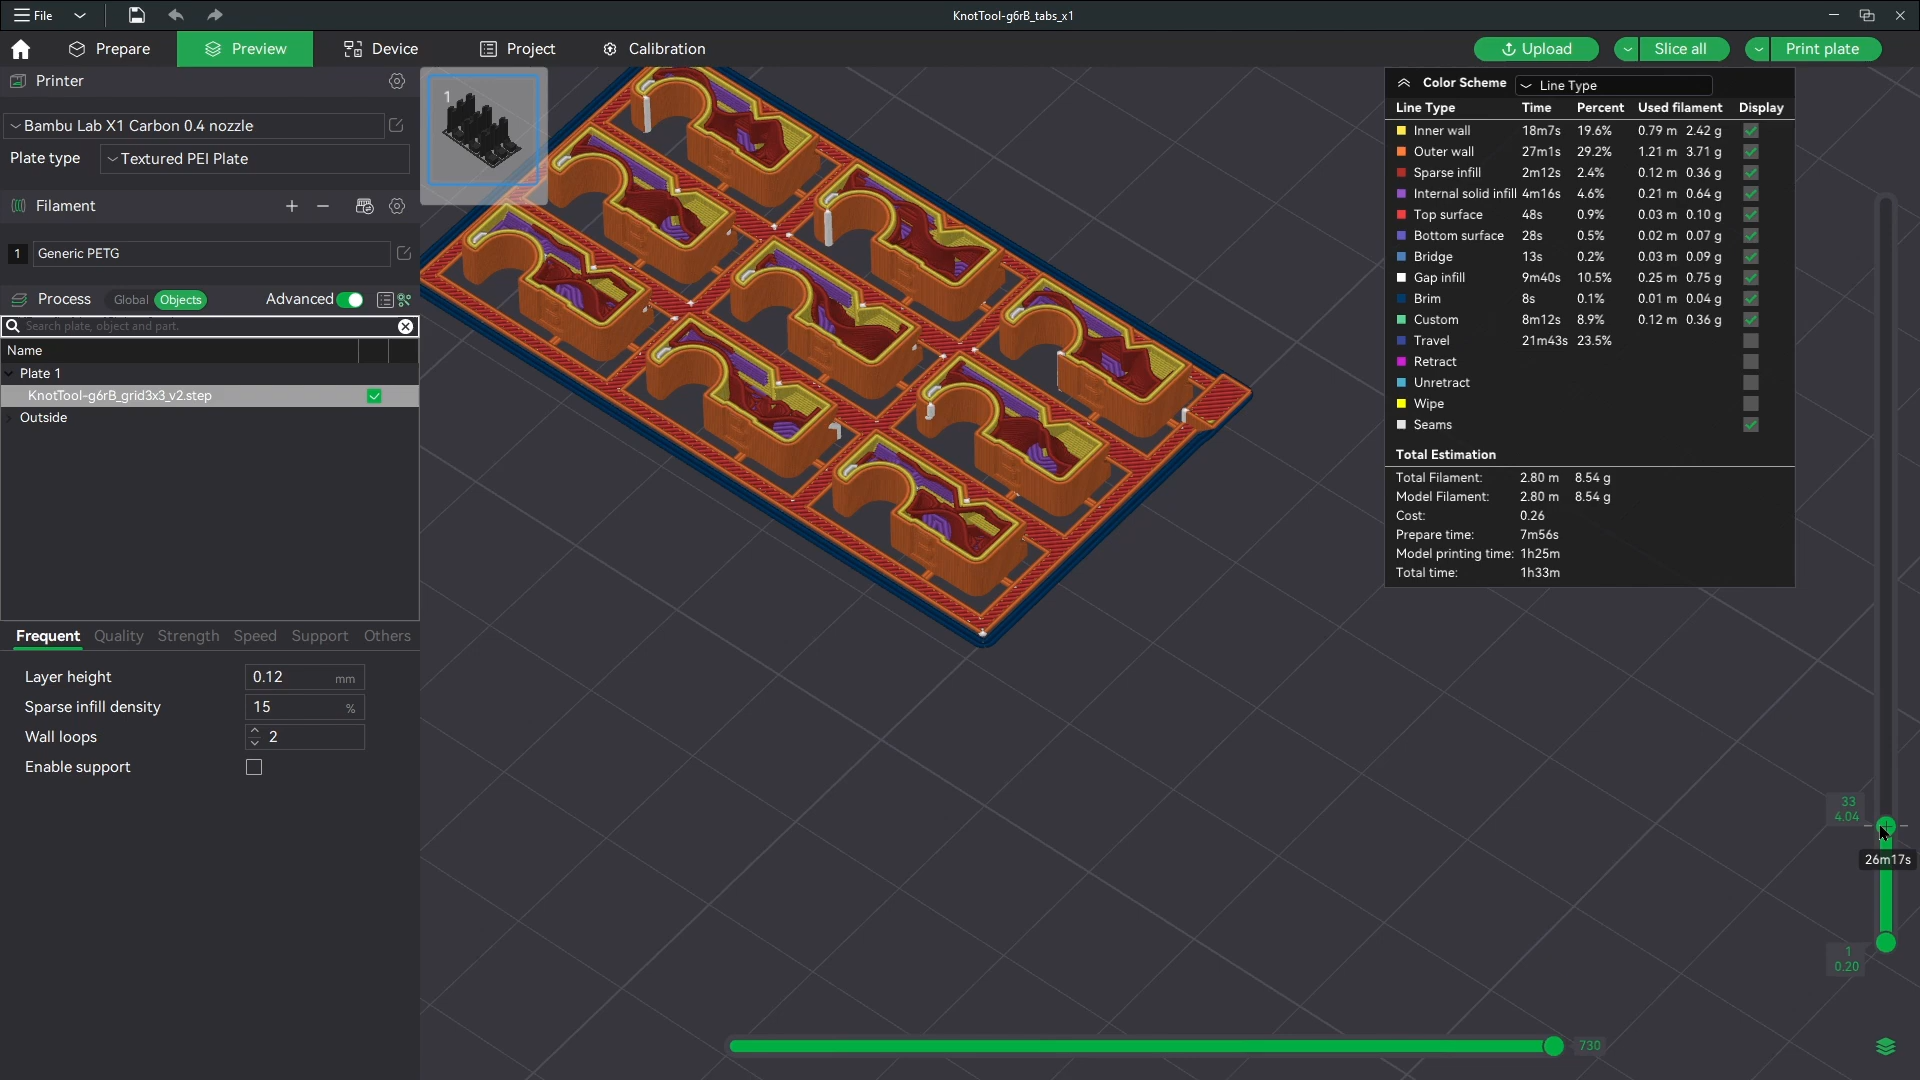 File
KnotTool-g6rB_tabs_x1
Prepare
Preview
Device
Project
Calibration
Upload
Slice all
Print plate
Printer
Bambu Lab X1 Carbon 0.4 nozzle
Plate type
Textured PEI Plate
Filament
1
Generic PETG
Process
Global
Objects
Advanced
Search plate, object and part.
Name
Plate 1
KnotTool-g6rB_grid3x3_v2.step
Outside
Frequent
Quality
Strength
Speed
Support
Others
Layer height 0.12 mm
Sparse infill density 15 %
Wall loops 2
Enable support
1
Color Scheme Line Type
Line Type Time Percent Used filament Display
Inner wall 18m7s 19.6% 0.79 m 2.42 g
Outer wall 27m1s 29.2% 1.21 m 3.71 g
Sparse infill 2m12s 2.4% 0.12 m 0.36 g
Internal solid infill 4m16s 4.6% 0.21 m 0.64 g
Top surface 48s 0.9% 0.03 m 0.10 g
Bottom surface 28s 0.5% 0.02 m 0.07 g
Bridge 13s 0.2% 0.03 m 0.09 g
Gap infill 9m40s 10.5% 0.25 m 0.75 g
Brim 8s 0.1% 0.01 m 0.04 g
Custom 8m12s 8.9% 0.12 m 0.36 g
Travel 21m43s 23.5%
Retract
Unretract
Wipe
Seams
Total Estimation
Total Filament: 2.80 m 8.54 g
Model Filament: 2.80 m 8.54 g
Cost: 0.26
Prepare time: 7m56s
Model printing time: 1h25m
Total time: 1h33m
33
4.04
26m17s
1
0.20
730